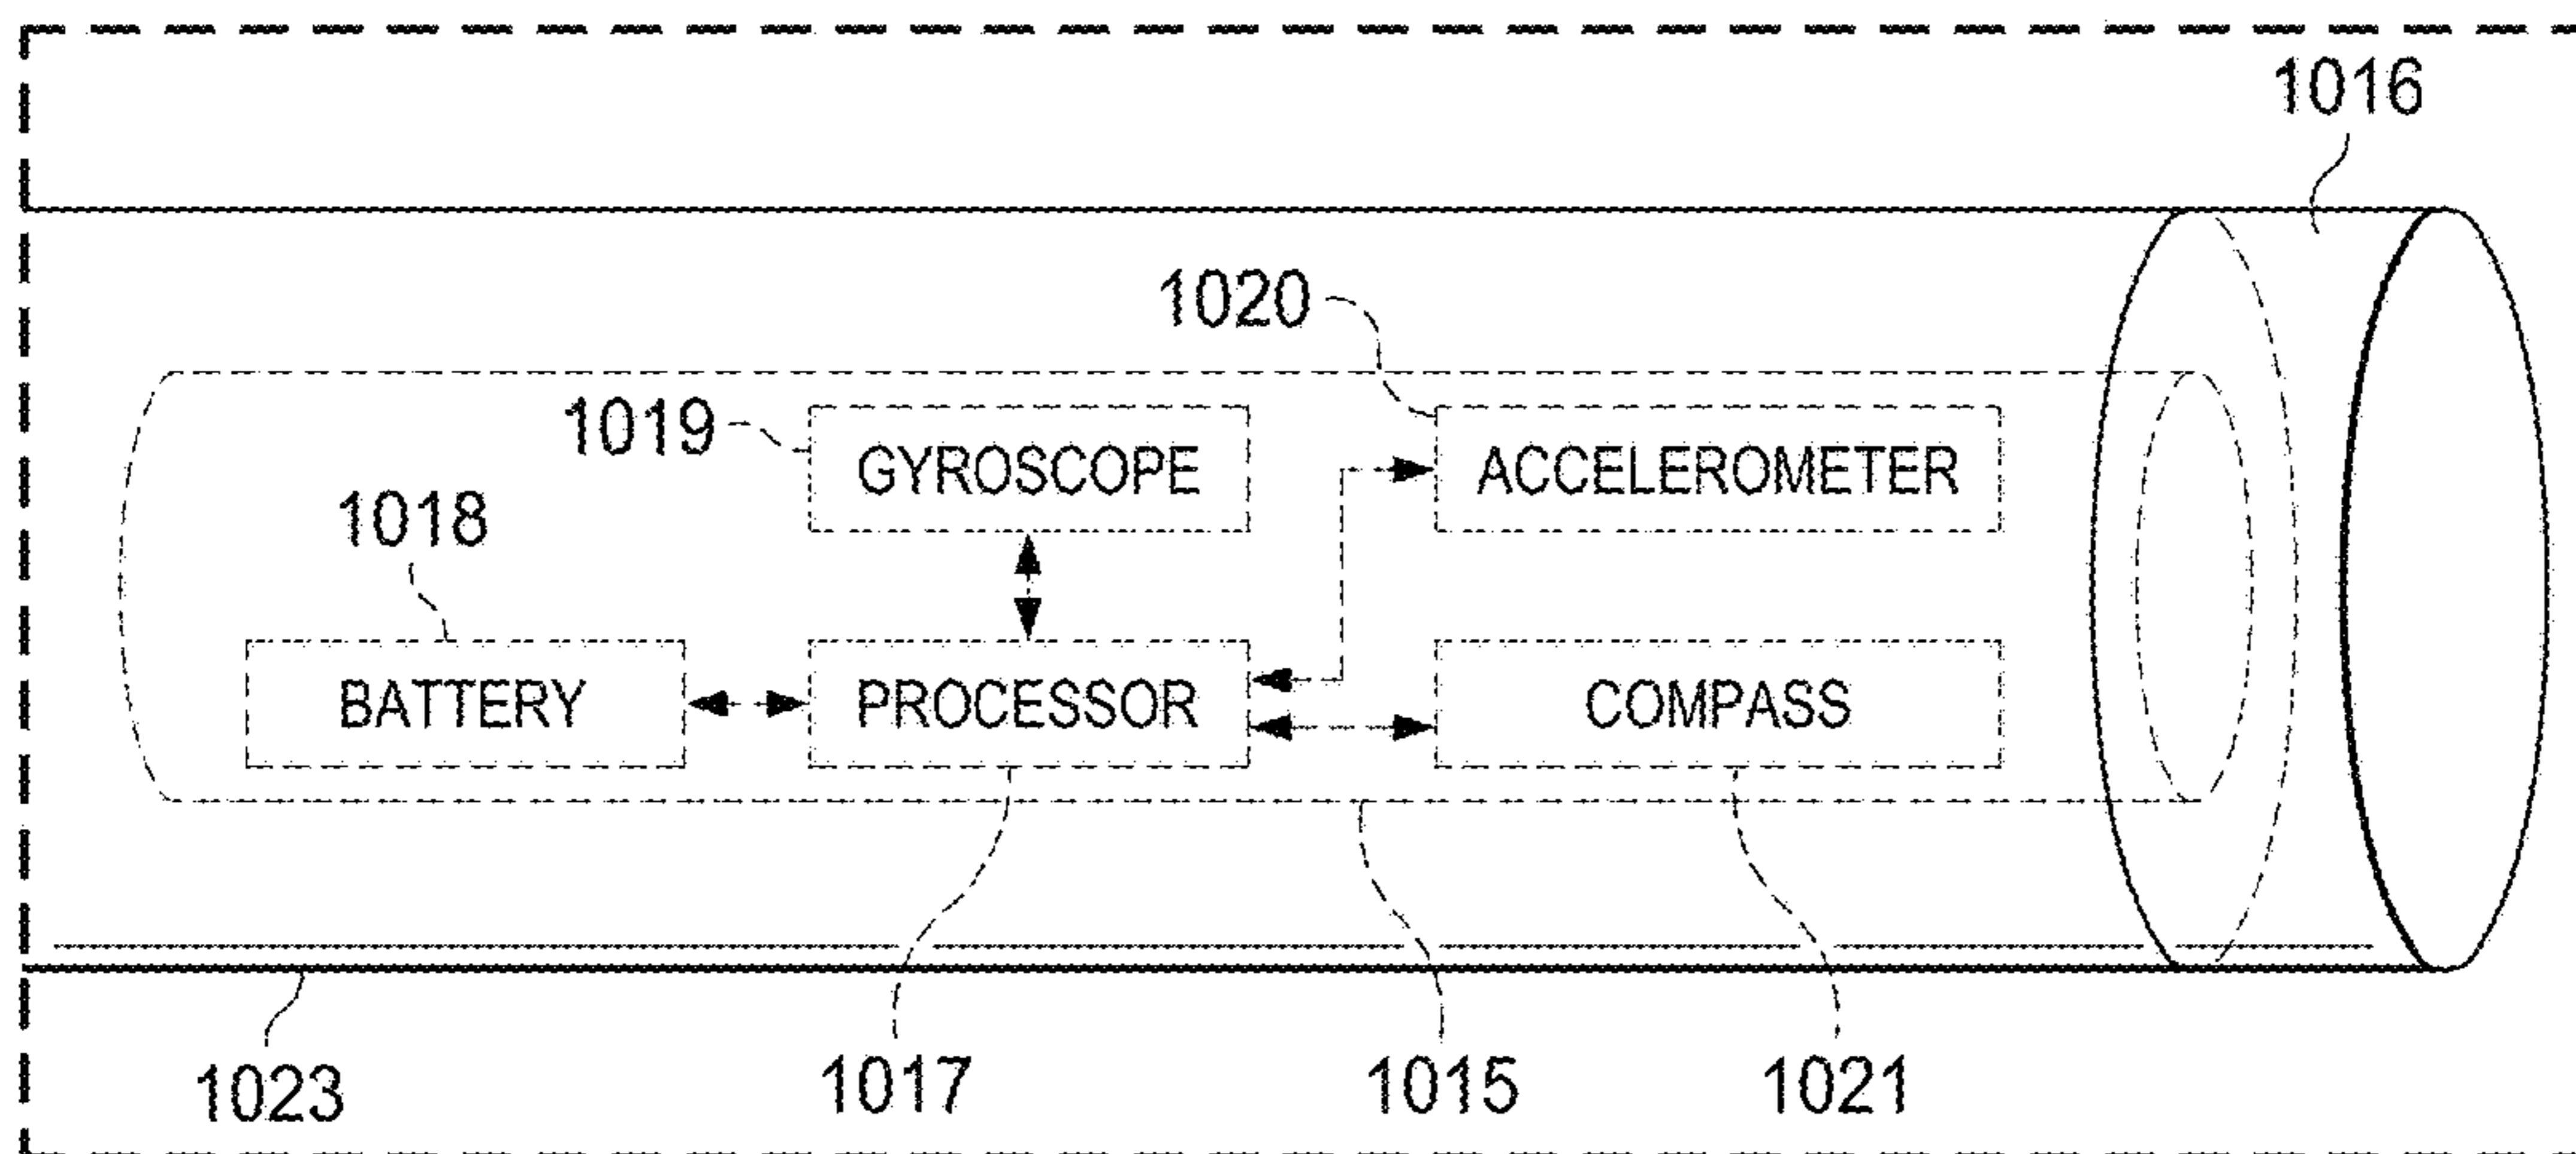 1016
1020
1019
GYROSCOPE
ACCELEROMETER
1018
BATTERY
PROCESSOR
COMPASS
1023
1017
1015
1021